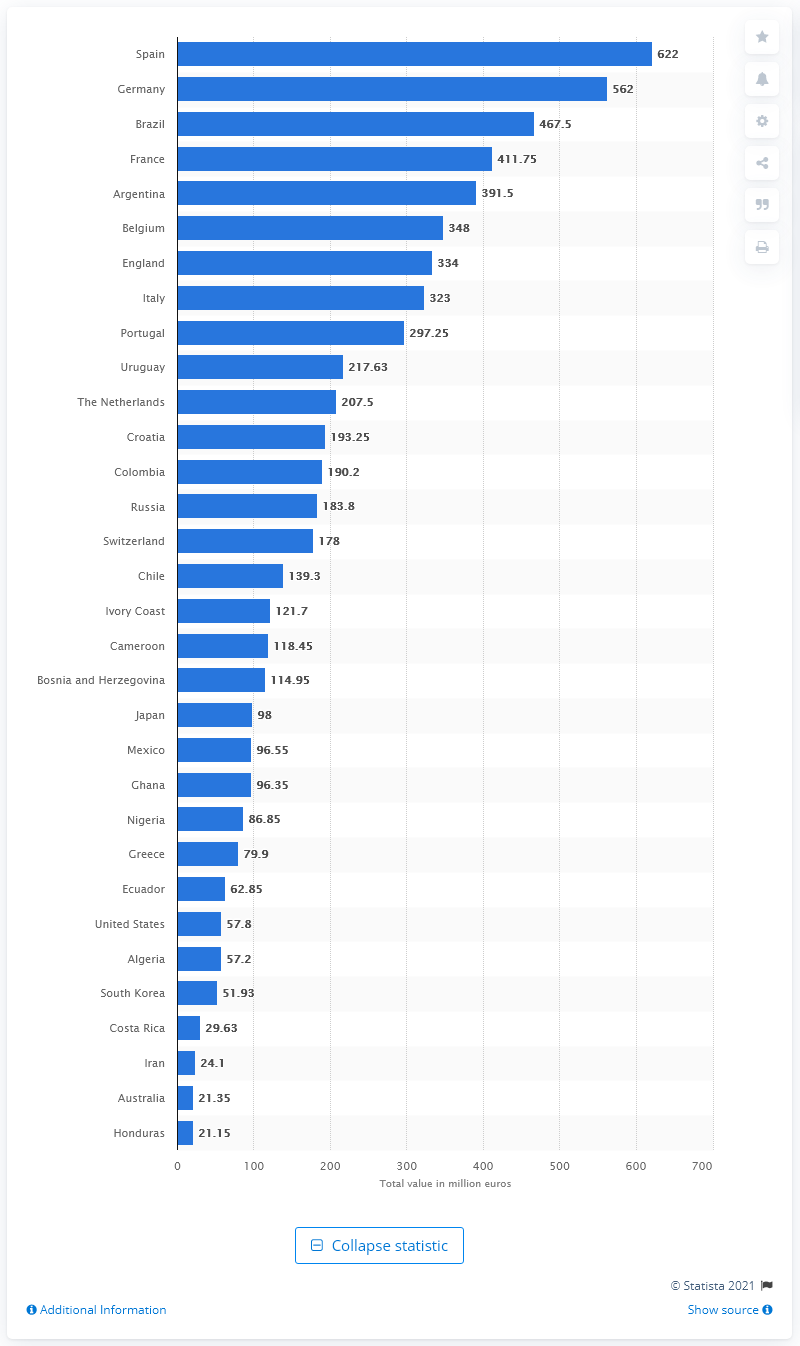 Spain 622
Germany 562
Brazil 467.5
France 411.75
Argentina 391.5
Belgium 348
England 334
Italy 323
Portugal 297.25
Uruguay 217.63
The Netherlands 207.5
Croatia 193.25
Colombia 190.2
Russia 183.8
Switzerland 178
Chile 139.3
Ivory Coast 121.7
Cameroon 118.45
Bosnia and Herzegovina 114.95
Japan 98
Mexico 96.55
Ghana 96.35
Nigeria 86.85
Greece 79.9
Ecuador 62.85
United States 57.8
Algeria 57.2
South Korea 51.93
Costa Rica 29.63
Iran 24.1
Australia 21.35
Honduras 21.15
0 100 200 300 400 500 600 700
Total value in million euros
Collapse statistic
© Statista 2021
Additional Information Show source